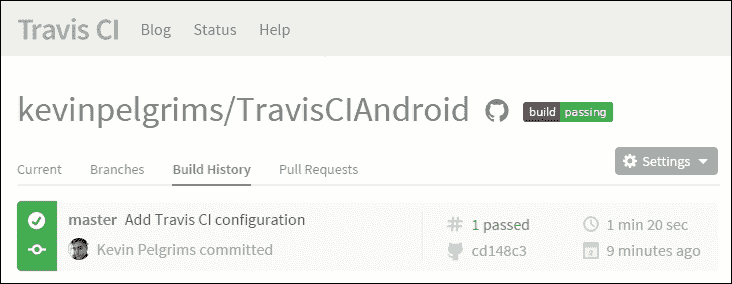 Travis CI Blog Status Help
kevinpelgrims/TravisCIAndroid build passing
Current Branches Build History Pull Requests Settings
master Add Travis CI configuration
Kevin Pelgrims committed
# 1 passed
cd148c3
1 min 20 sec
9 minutes ago